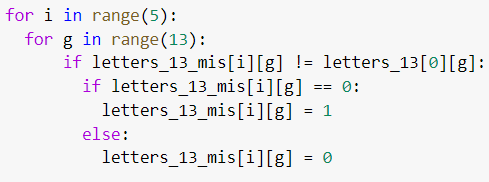 for i in range(5):
  for g in range(13):
      if letters_13_mis[i][g] != letters_13[0][g]:
        if letters_13_mis[i][g] == 0:
          letters_13_mis[i][g] = 1
        else:
          letters_13_mis[i][g] = 0